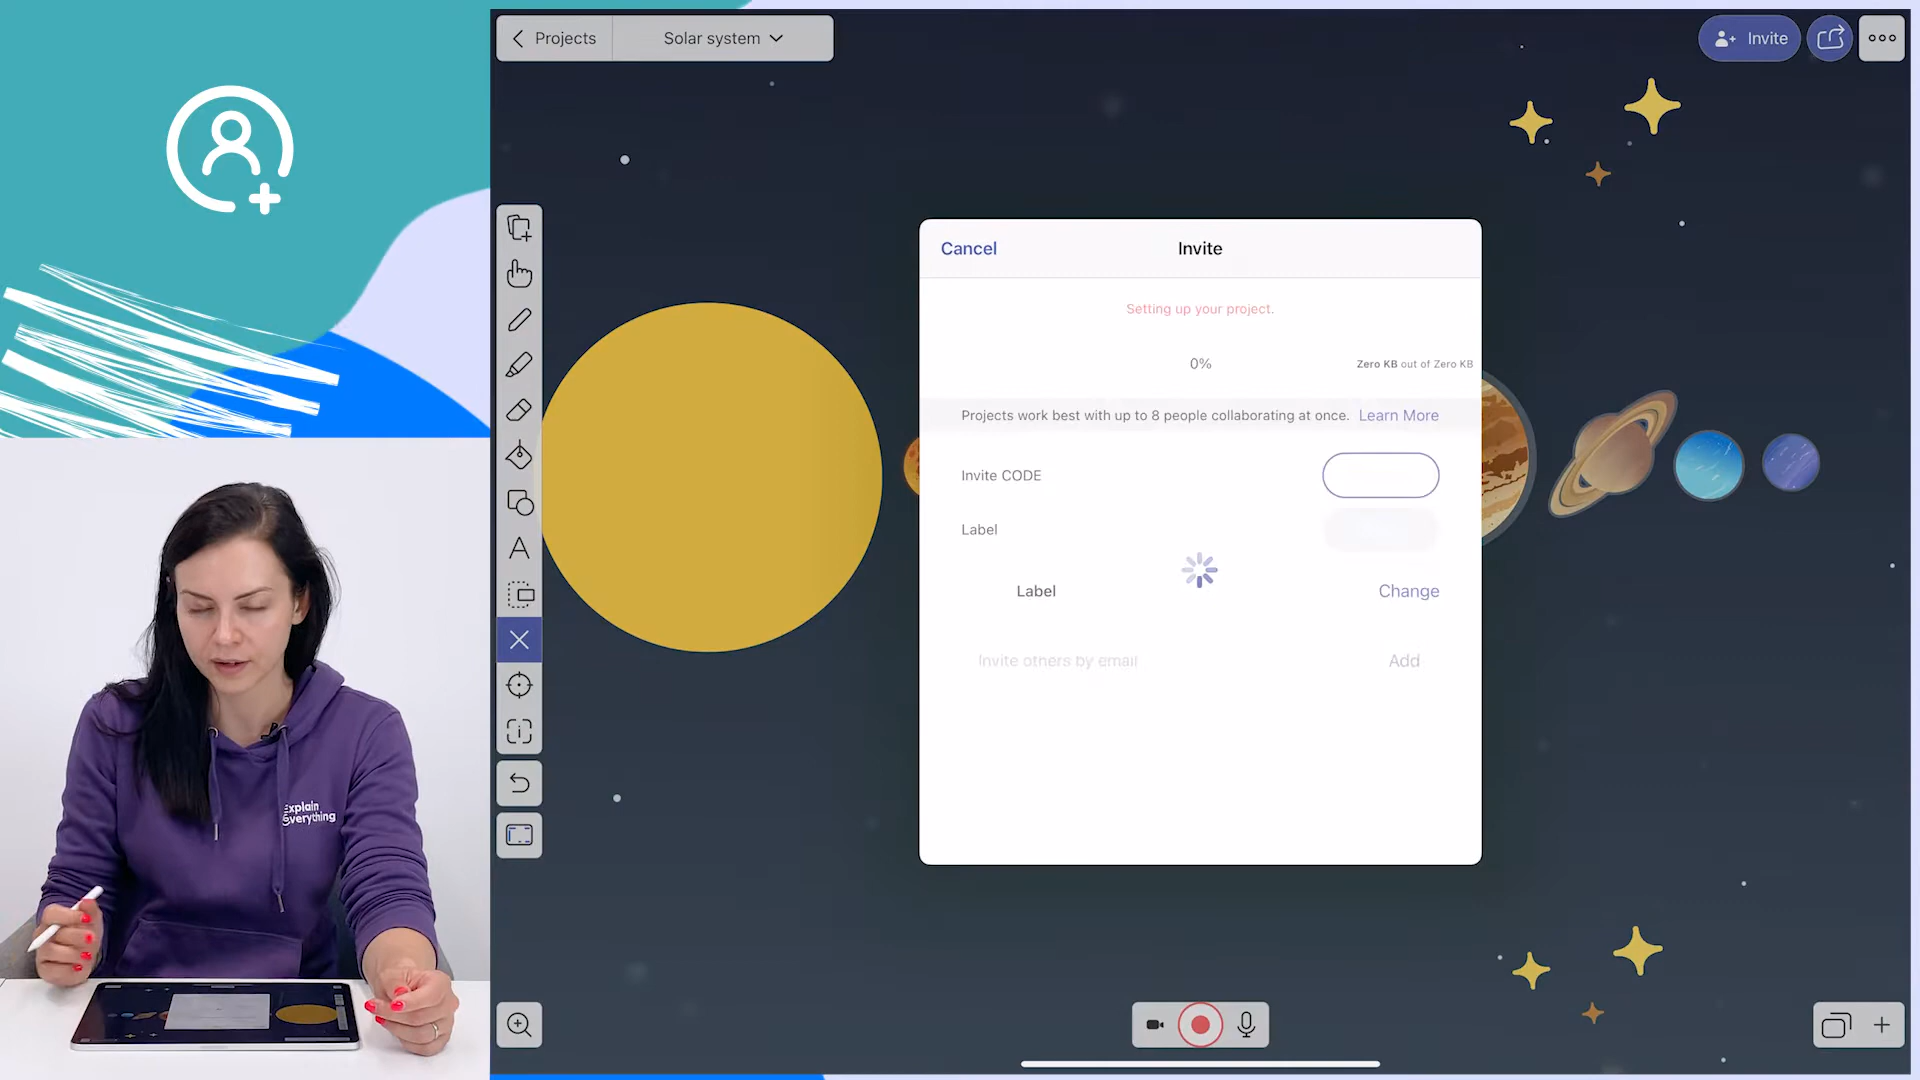 Projects
Solar system
Invite
Cancel
Invite
Setting up your project.
0%
Zero KB out of Zero KB
Projects work best with up to 8 people collaborating at once. Learn More
Invite CODE
Label
Label
Change
Invite others by email
Add
Explain
Everything